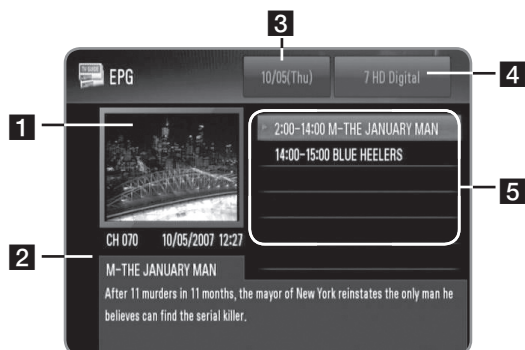 3
EPG
10/05(Thu)
7 HD Digital
4
1
2:00-14:00 M-THE JANUARY MAN
14:00-15:00 BLUE HEELERS
5
CH 070 10/05/2007 12:27
2
M-THE JANUARY MAN
After 11 murders in 11 months, the mayor of New York reinstates the only man he
believes can find the serial killer.